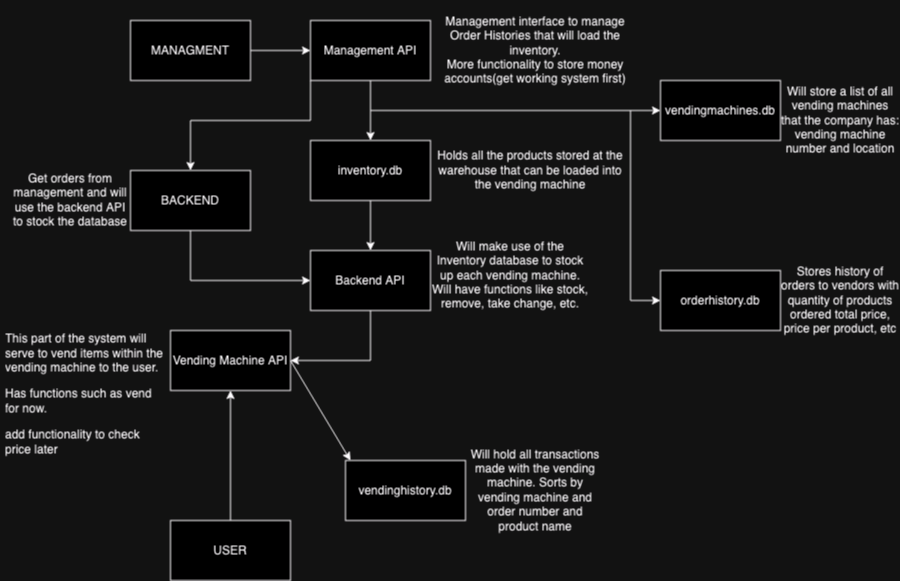 MANAGMENT
Management API
Management interface to manage
Order Histories that will load the
inventory.
More functionality to store money
accounts(get working system first)
vendingmachines.db
Will store a list of all
vending machines
that the company has:
vending machine
number and location
inventory.db
Holds all the products stored at the
warehouse that can be loaded into
the vending machine
Get orders from
management and will
use the backend API
to stock the database
BACKEND
Backend API
Will make use of the
Inventory database to stock
up each vending machine.
Will have functions like stock,
remove, take change, etc.
orderhistory.db
Stores history of
orders to vendors with
quantity of products
ordered total price,
price per product, etc
This part of the system will
serve to vend items within the
vending machine to the user.
Has functions such as vend
for now.
add functionality to check
price later
Vending Machine API
vendinghistory.db
Will hold all transactions
made with the vending
machine. Sorts by
vending machine and
order number and
product name
USER